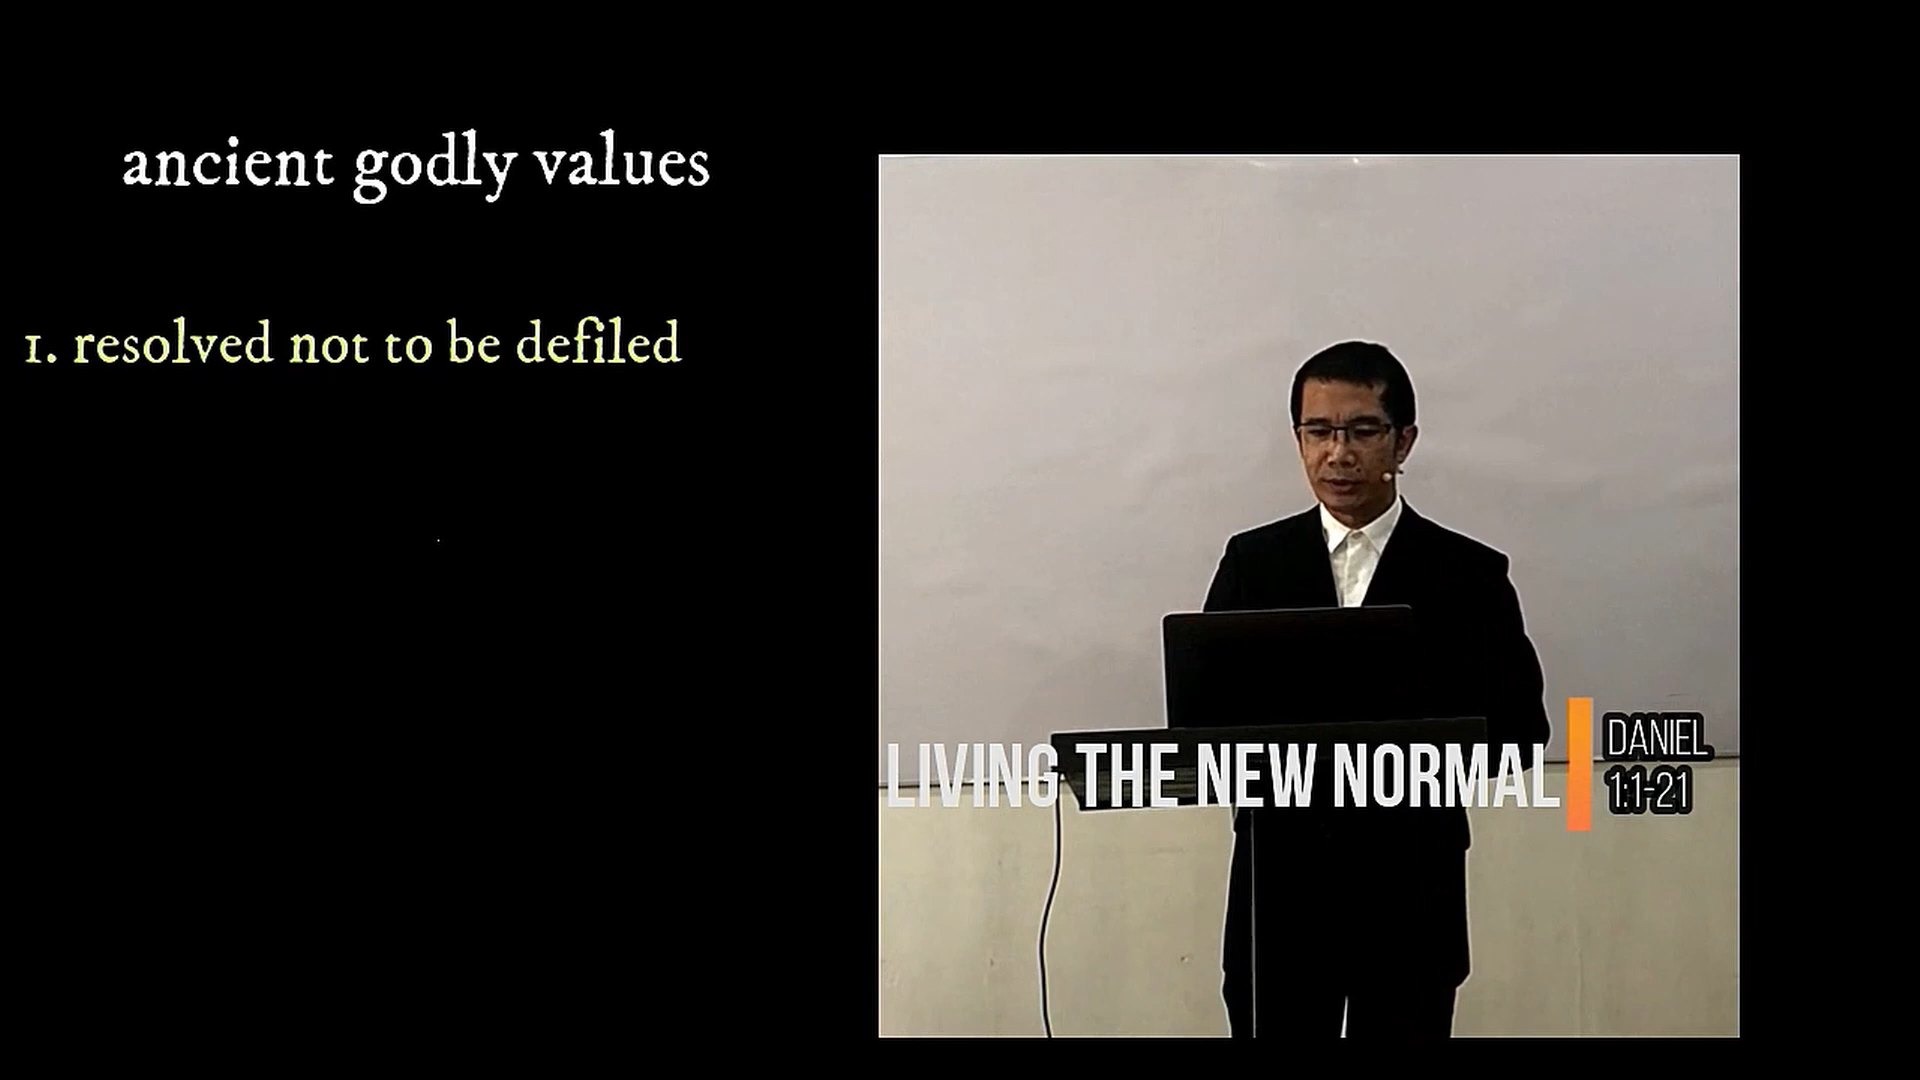 ancient godly values
1. resolved not to be defiled
LIVING THE NEW NORMAL
DANIEL
1:1-21